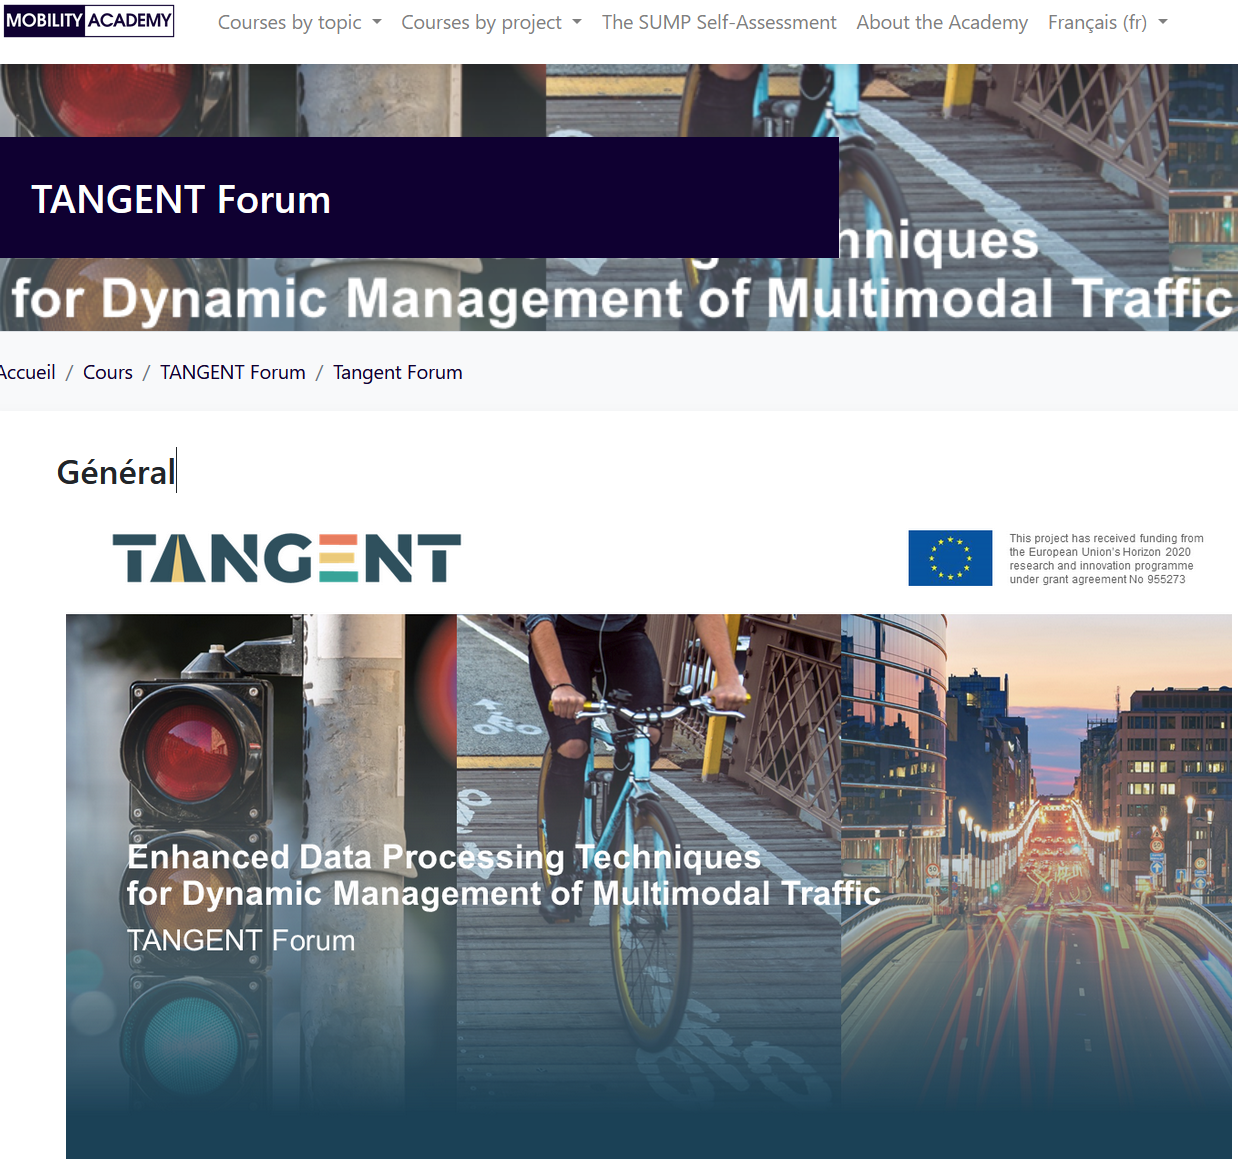 MOBILITY ACADEMY
Courses by topic
Courses by project
The SUMP Self-Assessment
About the Academy
Français (fr)
TANGENT Forum
hniques
for Dynamic Management of Multimodal Traffic
Accueil / Cours / TANGENT Forum / Tangent Forum
Général
TANGENT
This project has received funding from
the European Union's Horizon 2020
research and innovation programme
under grant agreement No 955273
Enhanced Data Processing Techniques
for Dynamic Management of Multimodal Traffic
TANGENT Forum
50